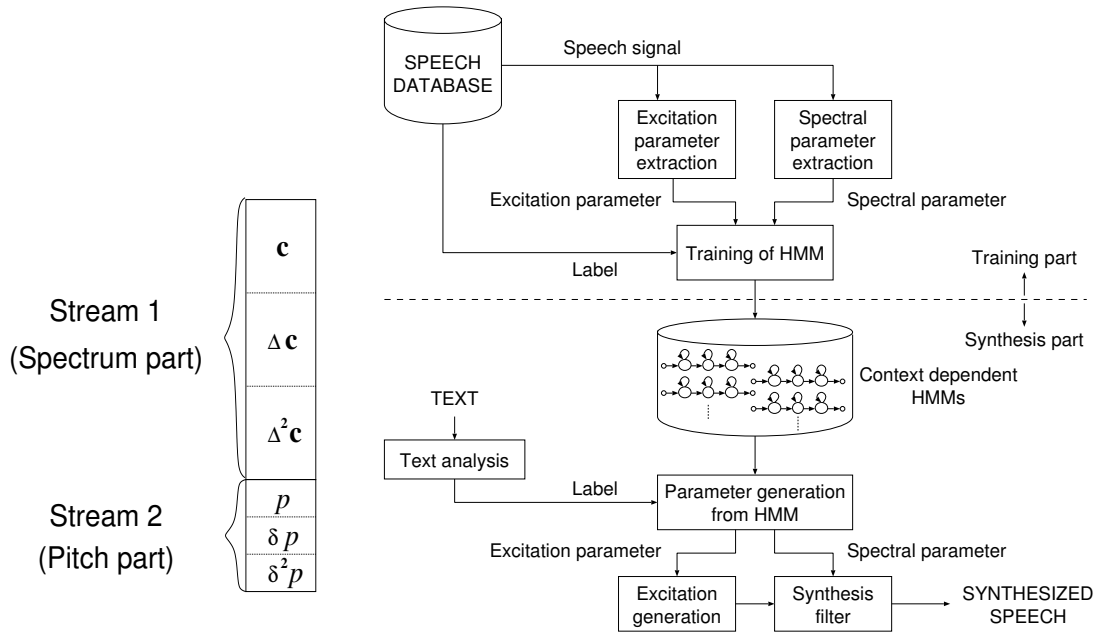 Stream 1
(Spectrum part)
c
Δ c
Δ² c
Stream 2
(Pitch part)
p
δ p
δ² p
SPEECH
DATABASE
Speech signal
Excitation
parameter
extraction
Spectral
parameter
extraction
Excitation parameter
Spectral parameter
Training of HMM
Label
Training part
Synthesis part
Context dependent
HMMs
TEXT
Text analysis
Label
Parameter generation
from HMM
Excitation parameter
Spectral parameter
Excitation
generation
Synthesis
filter
SYNTHESIZED
SPEECH